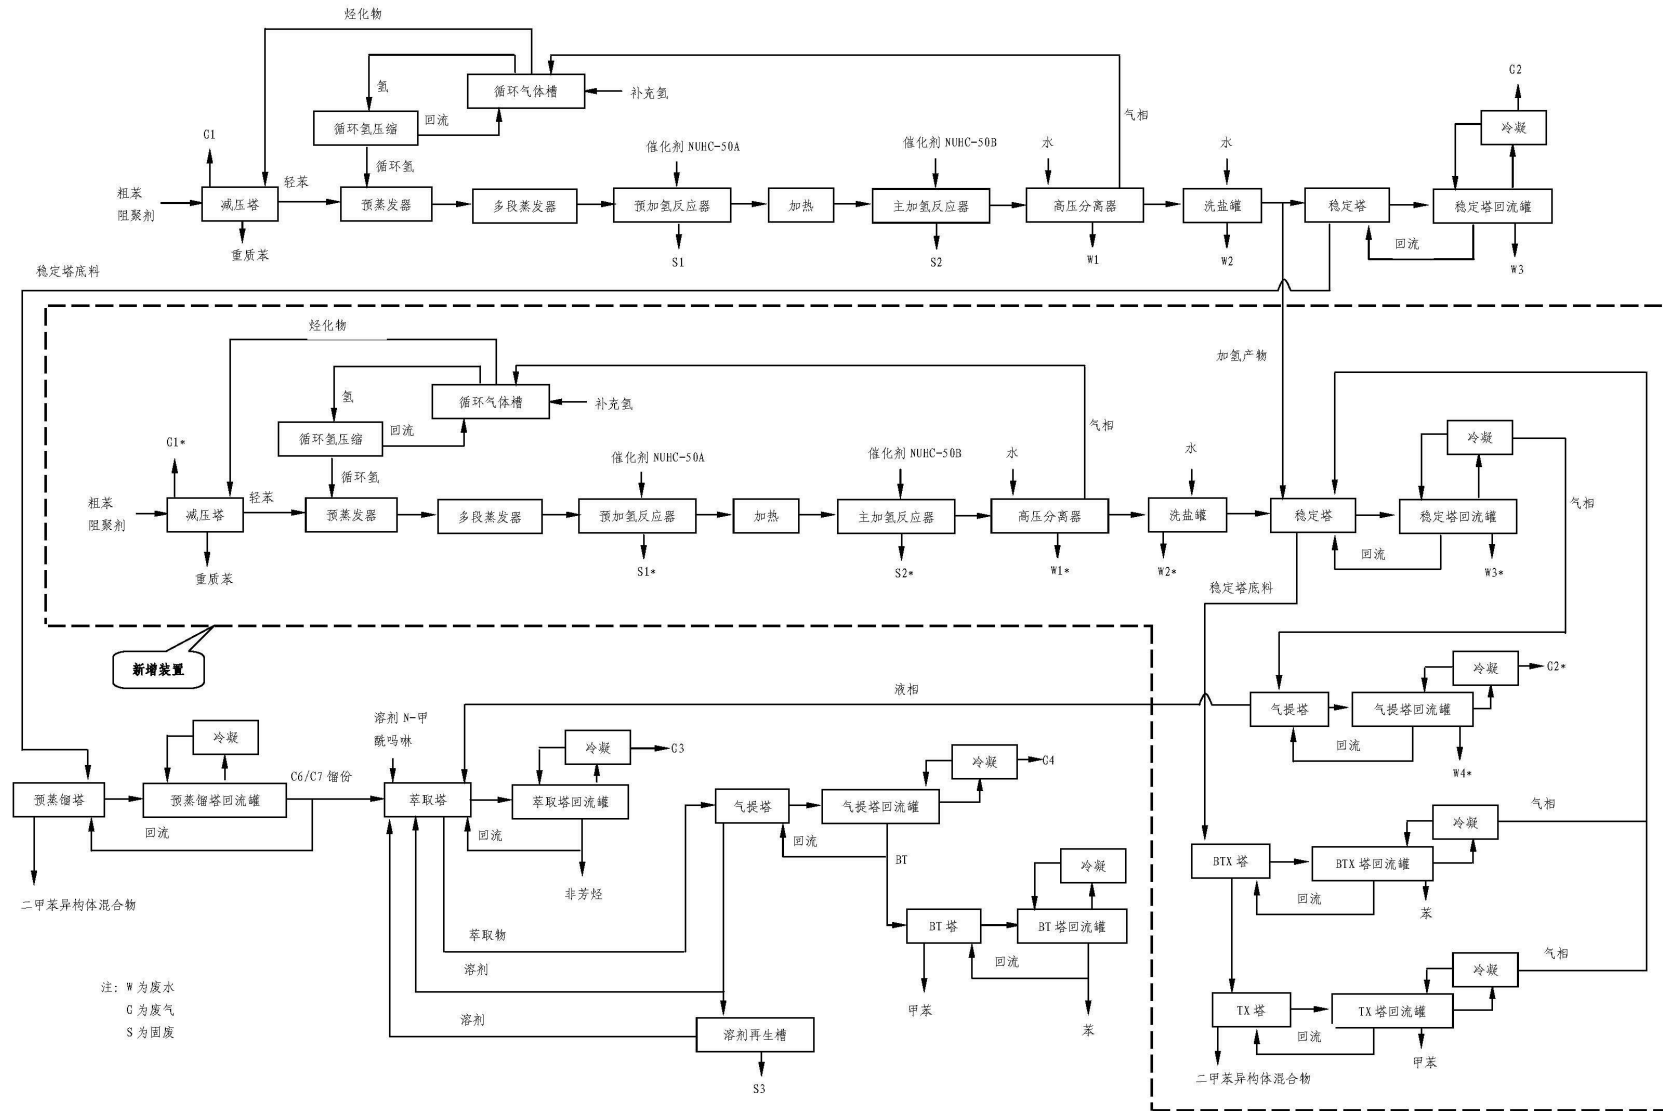 烃化物
G2
氢
循环气体槽
补充氢
气相
冷凝
G1
循环氢压缩
回流
催化剂 NUHC-50A
催化剂 NUHC-50B
水
水
循环氢
粗苯
阻聚剂
轻苯
减压塔
预蒸发器
多段蒸发器
预加氢反应器
加热
主加氢反应器
高压分离器
洗盐罐
稳定塔
稳定塔回流罐
回流
重质苯
S1
S2
W1
W2
W3
稳定塔底料
烃化物
加氢产物
氢
循环气体槽
补充氢
气相
冷凝
气相
G1*
循环氢压缩
回流
催化剂 NUHC-50A
催化剂 NUHC-50B
水
水
循环氢
粗苯
阻聚剂
轻苯
减压塔
预蒸发器
多段蒸发器
预加氢反应器
加热
主加氢反应器
高压分离器
洗盐罐
稳定塔
稳定塔回流罐
回流
重质苯
S1*
S2*
W1*
W2*
W3*
稳定塔底料
新增装置
冷凝
G2*
液相
气提塔
气提塔回流罐
回流
W4*
溶剂 N-甲
酰吗啉
冷凝
冷凝
G3
冷凝
G4
C6/C7 馏份
预蒸馏塔
预蒸馏塔回流罐
回流
萃取塔
萃取塔回流罐
回流
气提塔
气提塔回流罐
回流
BT
气相
冷凝
BTX 塔
BTX 塔回流罐
回流
苯
冷凝
二甲苯异构体混合物
非芳烃
萃取物
溶剂
BT 塔
BT 塔回流罐
回流
甲苯
苯
气相
冷凝
TX 塔
TX 塔回流罐
回流
甲苯
二甲苯异构体混合物
注: W 为废水
G 为废气
S 为固废
溶剂
溶剂再生槽
S3